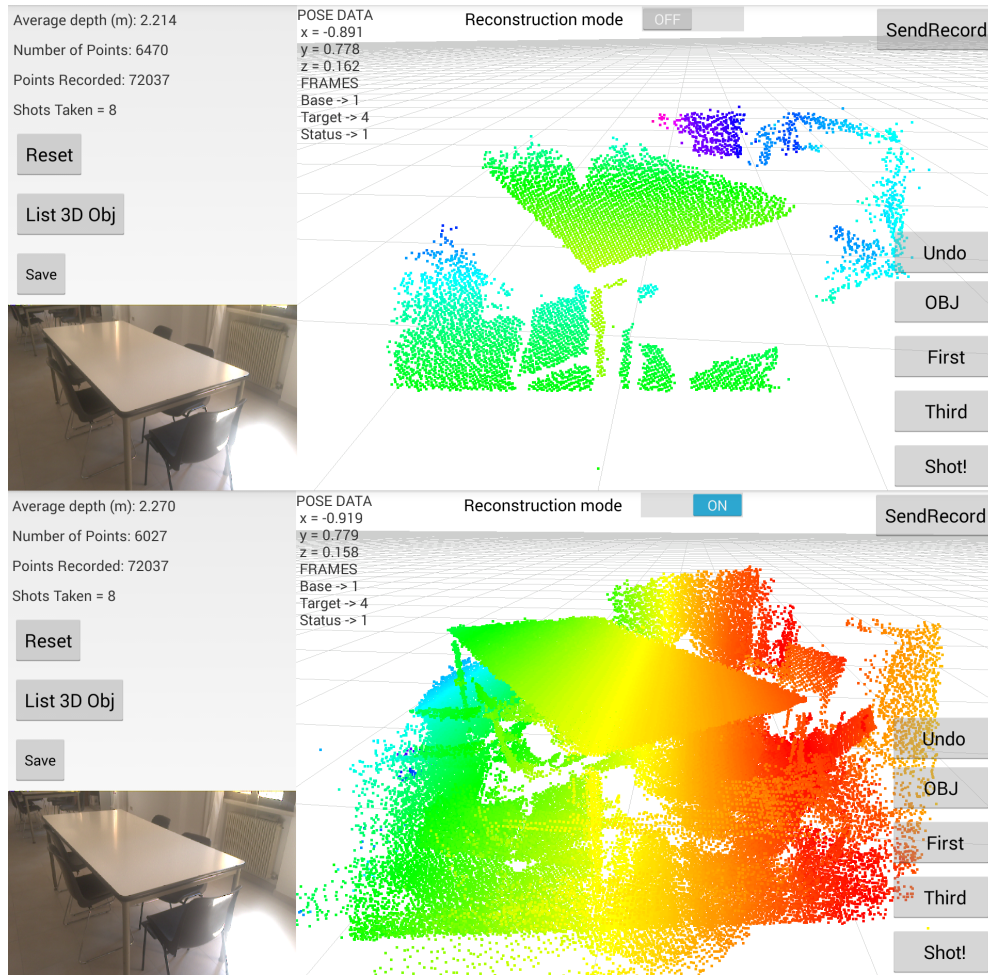 Average depth (m): 2.214
Number of Points: 6470
Points Recorded: 72037
Shots Taken = 8
Reset
List 3D Obj
Save
POSE DATA
x = -0.891
y = 0.778
z = 0.162
FRAMES
Base -> 1
Target -> 4
Status -> 1
Reconstruction mode
OFF
SendRecord
Undo
OBJ
First
Third
Shot!
Average depth (m): 2.270
Number of Points: 6027
Points Recorded: 72037
Shots Taken = 8
Reset
List 3D Obj
Save
POSE DATA
x = -0.919
y = 0.779
z = 0.158
FRAMES
Base -> 1
Target -> 4
Status -> 1
Reconstruction mode
ON
SendRecord
Undo
OBJ
First
Third
Shot!